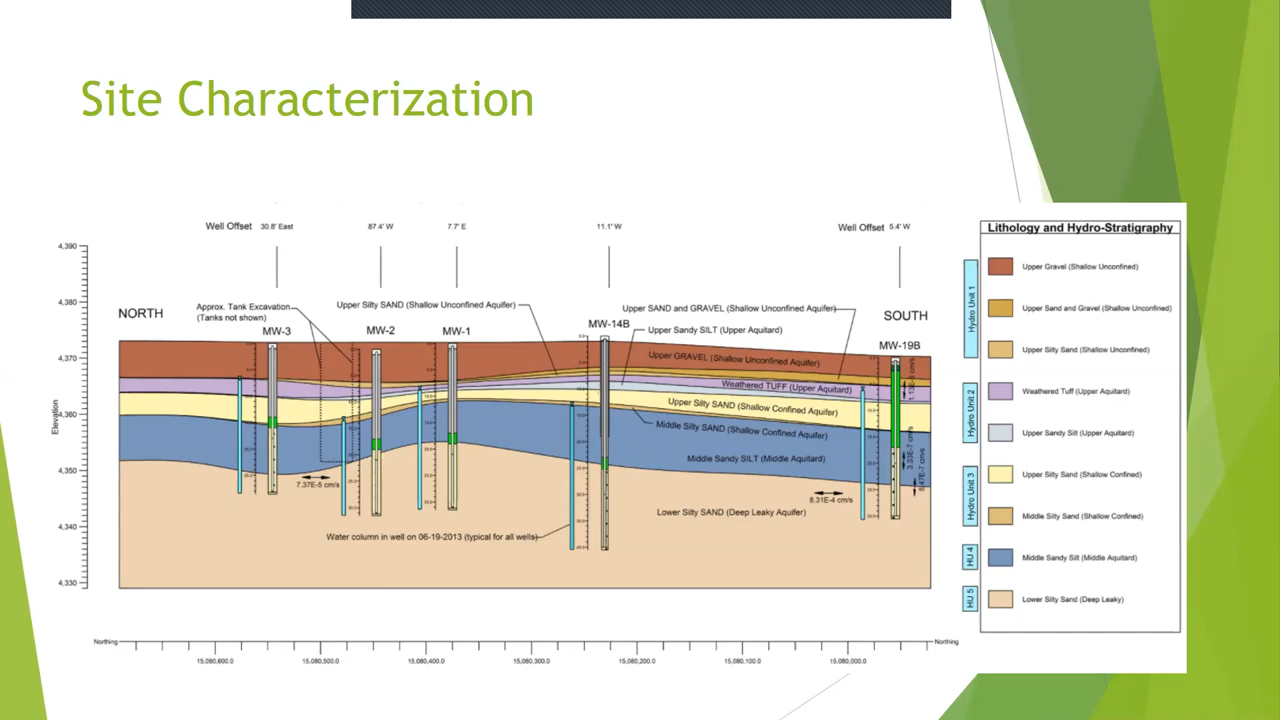 Site Characterization
Well Offset 30.8' East 87.4' W 7.7' E 11.1' W Well Offset 5.4' W
Lithology and Hydro-Stratigraphy
4,390
4,380
4,370
4,360
4,350
4,340
4,330
Elevation
NORTH
Approx. Tank Excavation
(Tanks not shown)
Upper Silty SAND (Shallow Unconfined Aquifer)
Upper SAND and GRAVEL (Shallow Unconfined Aquifer)
SOUTH
MW-3
MW-2
MW-1
MW-14B
MW-19B
Upper Sandy SILT (Upper Aquitard)
Upper GRAVEL (Shallow Unconfined Aquifer)
Weathered TUFF (Upper Aquitard)
Upper Silty SAND (Shallow Confined Aquifer)
Middle Silty SAND (Shallow Confined Aquifer)
Middle Sandy SILT (Middle Aquitard)
7.37E-5 cm/s
8.31E-4 cm/s
3.33E-7 cm/s
Lower Silty SAND (Deep Leaky Aquifer)
Water column in well on 06-19-2013 (typical for all wells)
Hydro Unit 1
Upper Gravel (Shallow Unconfined)
Upper Sand and Gravel (Shallow Unconfined)
Upper Silty Sand (Shallow Unconfined)
Hydro Unit 2
Weathered Tuff (Upper Aquitard)
Upper Sandy Silt (Upper Aquitard)
Hydro Unit 3
Upper Silty Sand (Shallow Confined)
Middle Silty Sand (Shallow Confined)
HU 4
Middle Sandy Silt (Middle Aquitard)
HU 5
Lower Silty Sand (Deep Leaky)
Northing Northing
15,080,600.0 15,080,500.0 15,080,400.0 15,080,300.0 15,080,200.0 15,080,100.0 15,080,000.0